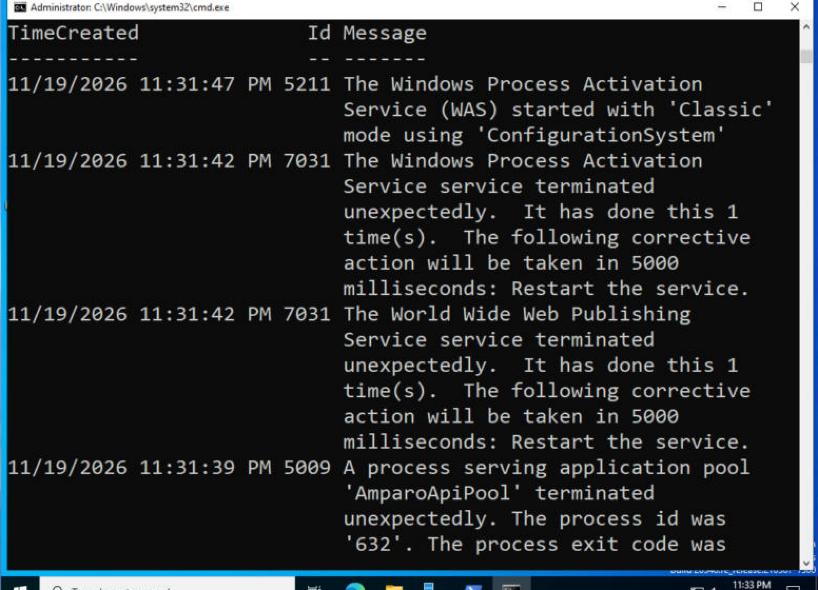 Administrator: C:\Windows\system32\cmd.exe
TimeCreated Id Message
----------- -- -------
11/19/2026 11:31:47 PM 5211 The Windows Process Activation
Service (WAS) started with 'Classic'
mode using 'ConfigurationSystem'
11/19/2026 11:31:42 PM 7031 The Windows Process Activation
Service service terminated
unexpectedly.  It has done this 1
time(s).  The following corrective
action will be taken in 5000
milliseconds: Restart the service.
11/19/2026 11:31:42 PM 7031 The World Wide Web Publishing
Service service terminated
unexpectedly.  It has done this 1
time(s).  The following corrective
action will be taken in 5000
milliseconds: Restart the service.
11/19/2026 11:31:39 PM 5009 A process serving application pool
'AmparoApiPool' terminated
unexpectedly. The process id was
'632'. The process exit code was
11:33 PM